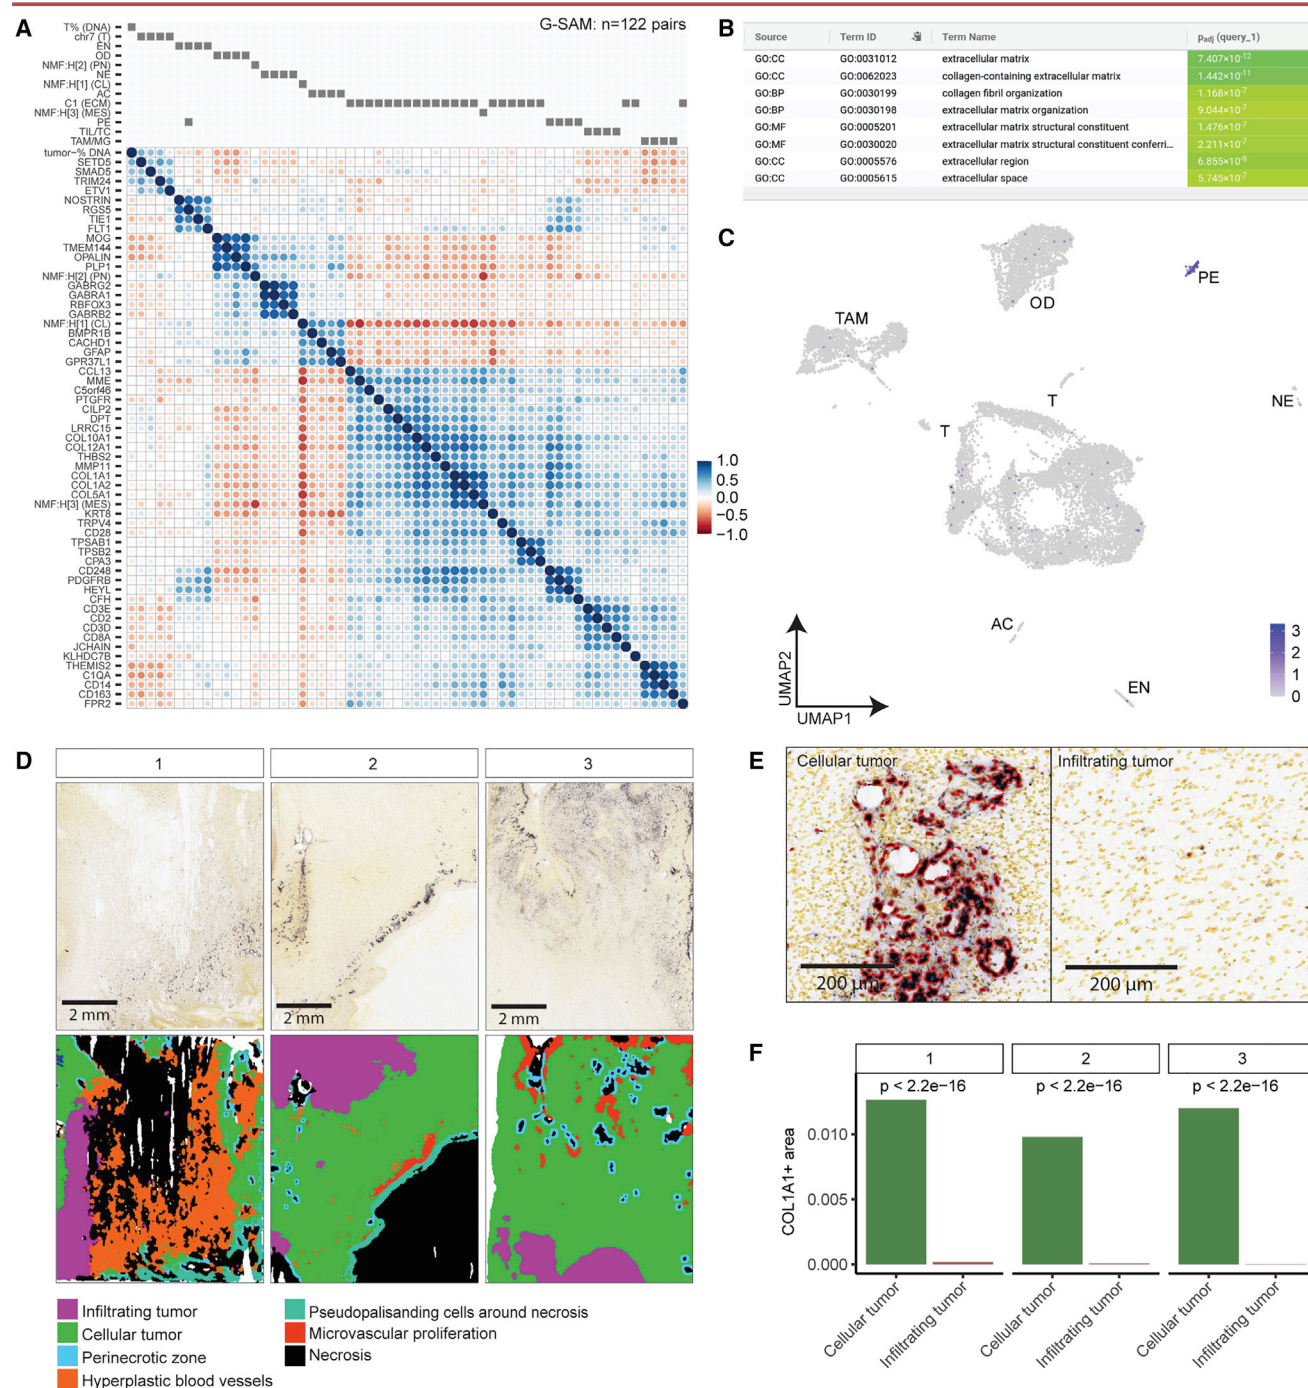 A
G-SAM: n=122 pairs
T% (DNA)
chr7 (T)
EN
OD
NMF:H[2] (PN)
NE
NMF:H[1] (CL)
AC
C1 (ECM)
NMF:H[3] (MES)
PE
TIL/TC
TAM/MG
tumor-% DNA
SETD5
SMAD5
TRIM24
ETV1
NOSTRIN
RGS5
TIE1
FLT1
MOG
TMEM144
OPALIN
PLP1
NMF:H[2] (PN)
GABRG2
GABRA1
RBFOX3
GABRB2
NMF:H[1] (CL)
BMPR1B
CACHD1
GFAP
GPR37L1
CCL13
MME
C5orf46
PTGFR
CILP2
DPT
LRRC15
COL10A1
COL12A1
THBS2
MMP11
COL1A1
COL1A2
COL5A1
NMF:H[3] (MES)
KRT8
TRPV4
CD28
TPSAB1
TPSB2
CPA3
CD248
PDGFRB
HEYL
CFH
CD3E
CD2
CD3D
CD8A
JCHAIN
KLHDC7B
THEMIS2
C1QA
CD14
CD163
FPR2
1.0
0.5
0.0
−0.5
−1.0
B
Source Term ID Term Name padj (query_1)
GO:CC GO:0031012 extracellular matrix 7.407×10-12
GO:CC GO:0062023 collagen-containing extracellular matrix 1.442×10-11
GO:BP GO:0030199 collagen fibril organization 1.168×10-7
GO:BP GO:0030198 extracellular matrix organization 9.044×10-7
GO:MF GO:0005201 extracellular matrix structural constituent 1.476×10-7
GO:MF GO:0030020 extracellular matrix structural constituent conferri... 2.211×10-7
GO:CC GO:0005576 extracellular region 6.855×10-9
GO:CC GO:0005615 extracellular space 5.745×10-7
C
OD
PE
TAM
T
NE
T
AC
EN
UMAP2
UMAP1
3
2
1
0
D
1 2 3
2 mm
2 mm
2 mm
Infiltrating tumor
Cellular tumor
Perinecrotic zone
Hyperplastic blood vessels
Pseudopalisanding cells around necrosis
Microvascular proliferation
Necrosis
E
Cellular tumor
Infiltrating tumor
200 µm
200 µm
F
1 2 3
p < 2.2e−16 p < 2.2e−16 p < 2.2e−16
COL1A1+ area
0.010
0.005
0.000
Cellular tumor
Infiltrating tumor
Cellular tumor
Infiltrating tumor
Cellular tumor
Infiltrating tumor